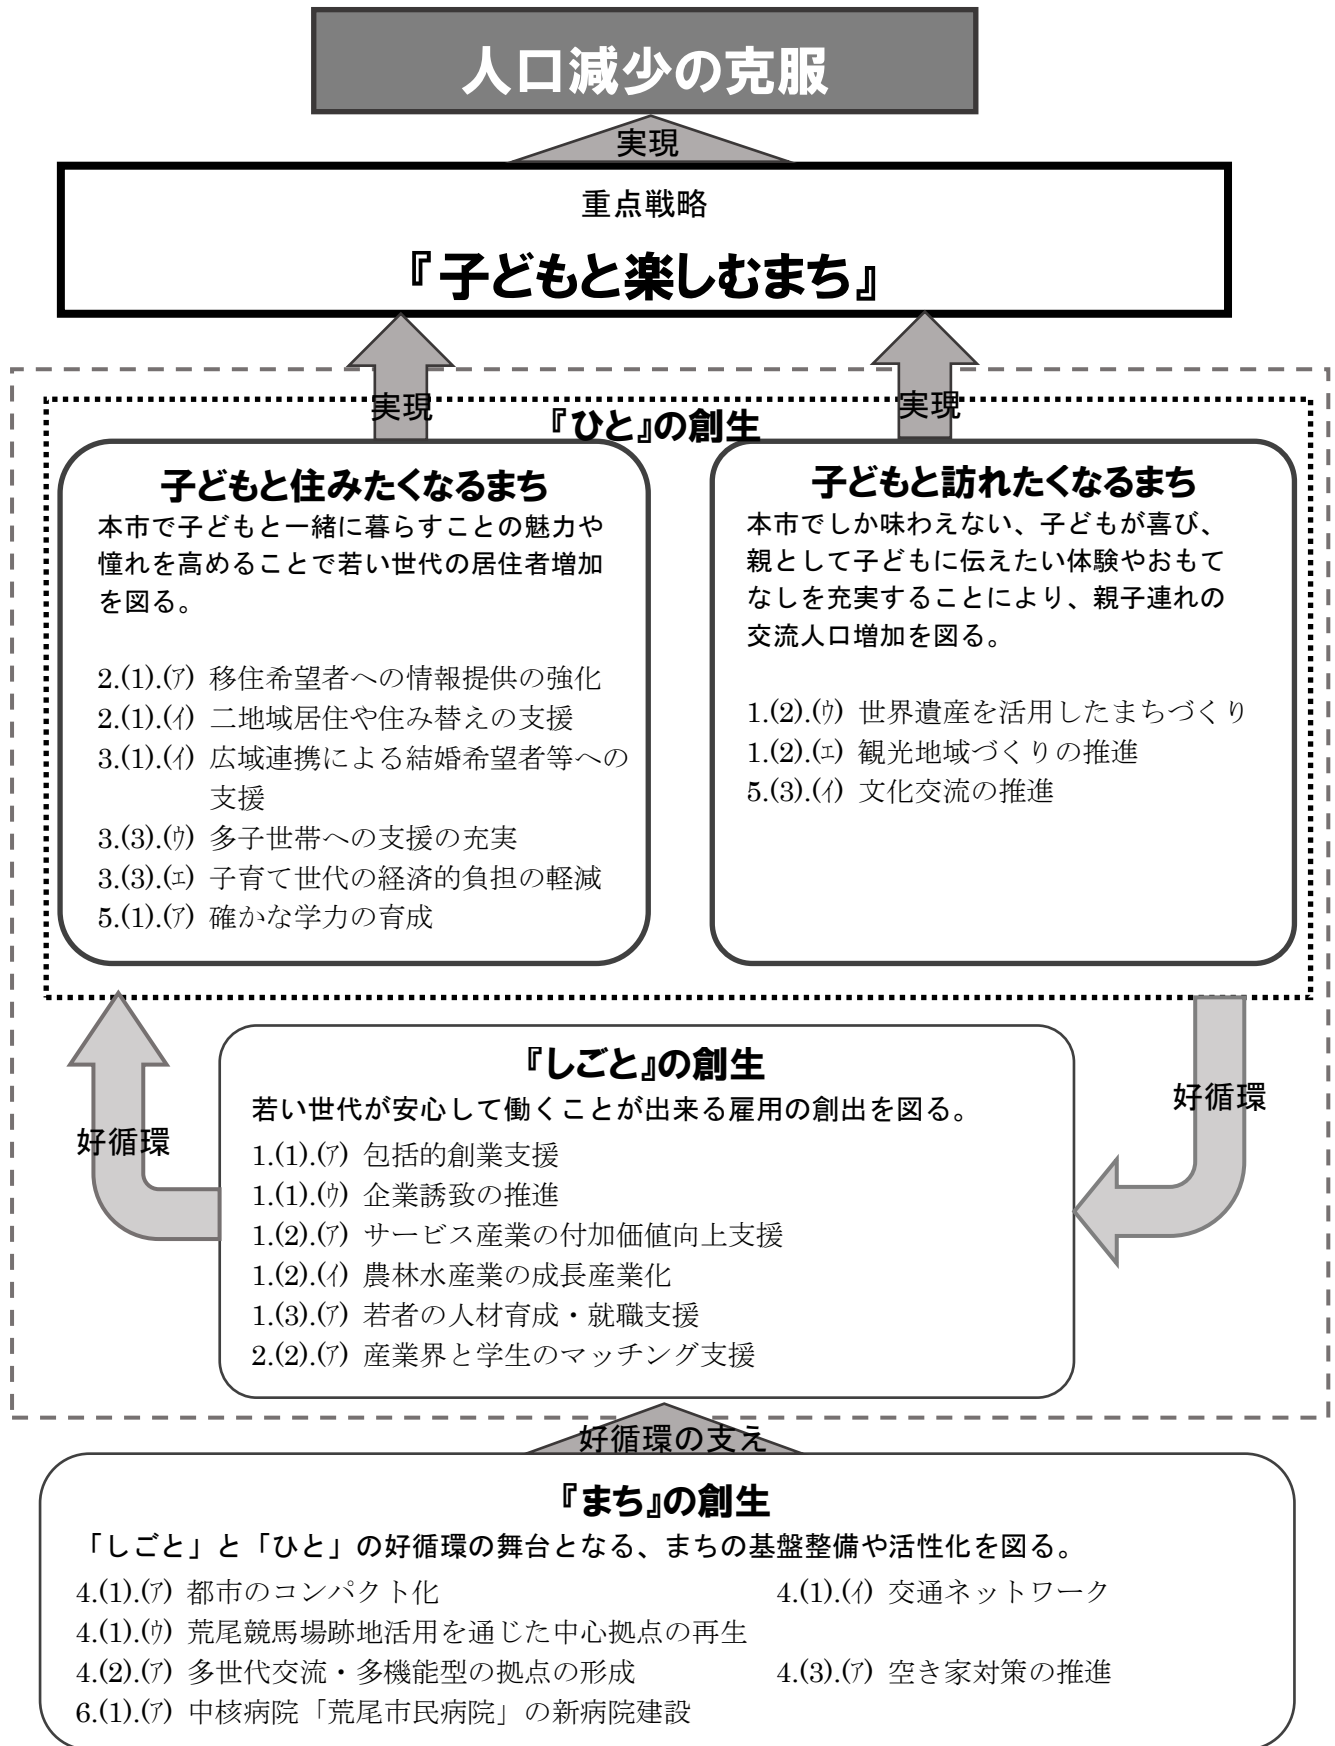 人口減少の克服
実現
重点戦略
『子どもと楽しむまち』
実現
実現
『ひと』の創生
子どもと住みたくなるまち
本市で子どもと一緒に暮らすことの魅力や
憧れを高めることで若い世代の居住者増加
を図る。
2.(1).(ｱ) 移住希望者への情報提供の強化
2.(1).(ｲ) 二地域居住や住み替えの支援
3.(1).(ｲ) 広域連携による結婚希望者等への
支援
3.(3).(ｳ) 多子世帯への支援の充実
3.(3).(ｴ) 子育て世代の経済的負担の軽減
5.(1).(ｱ) 確かな学力の育成
子どもと訪れたくなるまち
本市でしか味わえない、子どもが喜び、
親として子どもに伝えたい体験やおもて
なしを充実することにより、親子連れの
交流人口増加を図る。
1.(2).(ｳ) 世界遺産を活用したまちづくり
1.(2).(ｴ) 観光地域づくりの推進
5.(3).(ｲ) 文化交流の推進
好循環
『しごと』の創生
若い世代が安心して働くことが出来る雇用の創出を図る。
1.(1).(ｱ) 包括的創業支援
1.(1).(ｳ) 企業誘致の推進
1.(2).(ｱ) サービス産業の付加価値向上支援
1.(2).(ｲ) 農林水産業の成長産業化
1.(3).(ｱ) 若者の人材育成・就職支援
2.(2).(ｱ) 産業界と学生のマッチング支援
好循環
好循環の支え
『まち』の創生
「しごと」と「ひと」の好循環の舞台となる、まちの基盤整備や活性化を図る。
4.(1).(ｱ) 都市のコンパクト化 4.(1).(ｲ) 交通ネットワーク
4.(1).(ｳ) 荒尾競馬場跡地活用を通じた中心拠点の再生
4.(2).(ｱ) 多世代交流・多機能型の拠点の形成 4.(3).(ｱ) 空き家対策の推進
6.(1).(ｱ) 中核病院「荒尾市民病院」の新病院建設